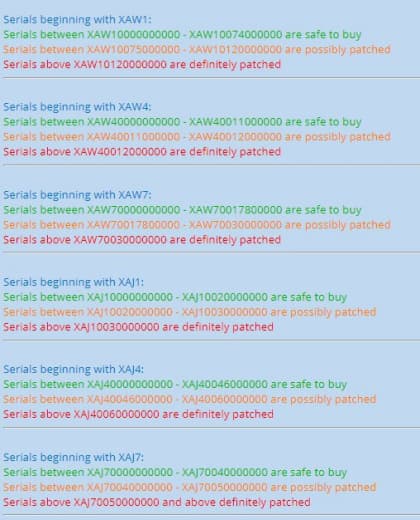 Serials beginning with XAW1:
Serials between XAW10000000000 - XAW10074000000 are safe to buy
Serials between XAW10075000000 - XAW10120000000 are possibly patched
Serials above XAW10120000000 are definitely patched
Serials beginning with XAW4:
Serials between XAW40000000000 - XAW40011000000 are safe to buy
Serials between XAW40011000000 - XAW40012000000 are possibly patched
Serials above XAW40012000000 are definitely patched
Serials beginning with XAW7:
Serials between XAW70000000000 - XAW70017800000 are safe to buy
Serials between XAW70017800000 - XAW70030000000 are possibly patched
Serials above XAW70030000000 are definitely patched
Serials beginning with XAJ1:
Serials between XAJ10000000000 - XAJ10020000000 are safe to buy
Serials between XAJ10020000000 - XAJ10030000000 are possibly patched
Serials above XAJ10030000000 are definitely patched
Serials beginning with XAJ4:
Serials between XAJ40000000000 - XAJ40046000000 are safe to buy
Serials between XAJ40046000000 - XAJ40060000000 are possibly patched
Serials above XAJ40060000000 are definitely patched
Serials beginning with XAJ7:
Serials between XAJ70000000000 - XAJ70040000000 are safe to buy
Serials between XAJ70040000000 - XAJ70050000000 are possibly patched
Serials above XAJ70050000000 and above definitely patched